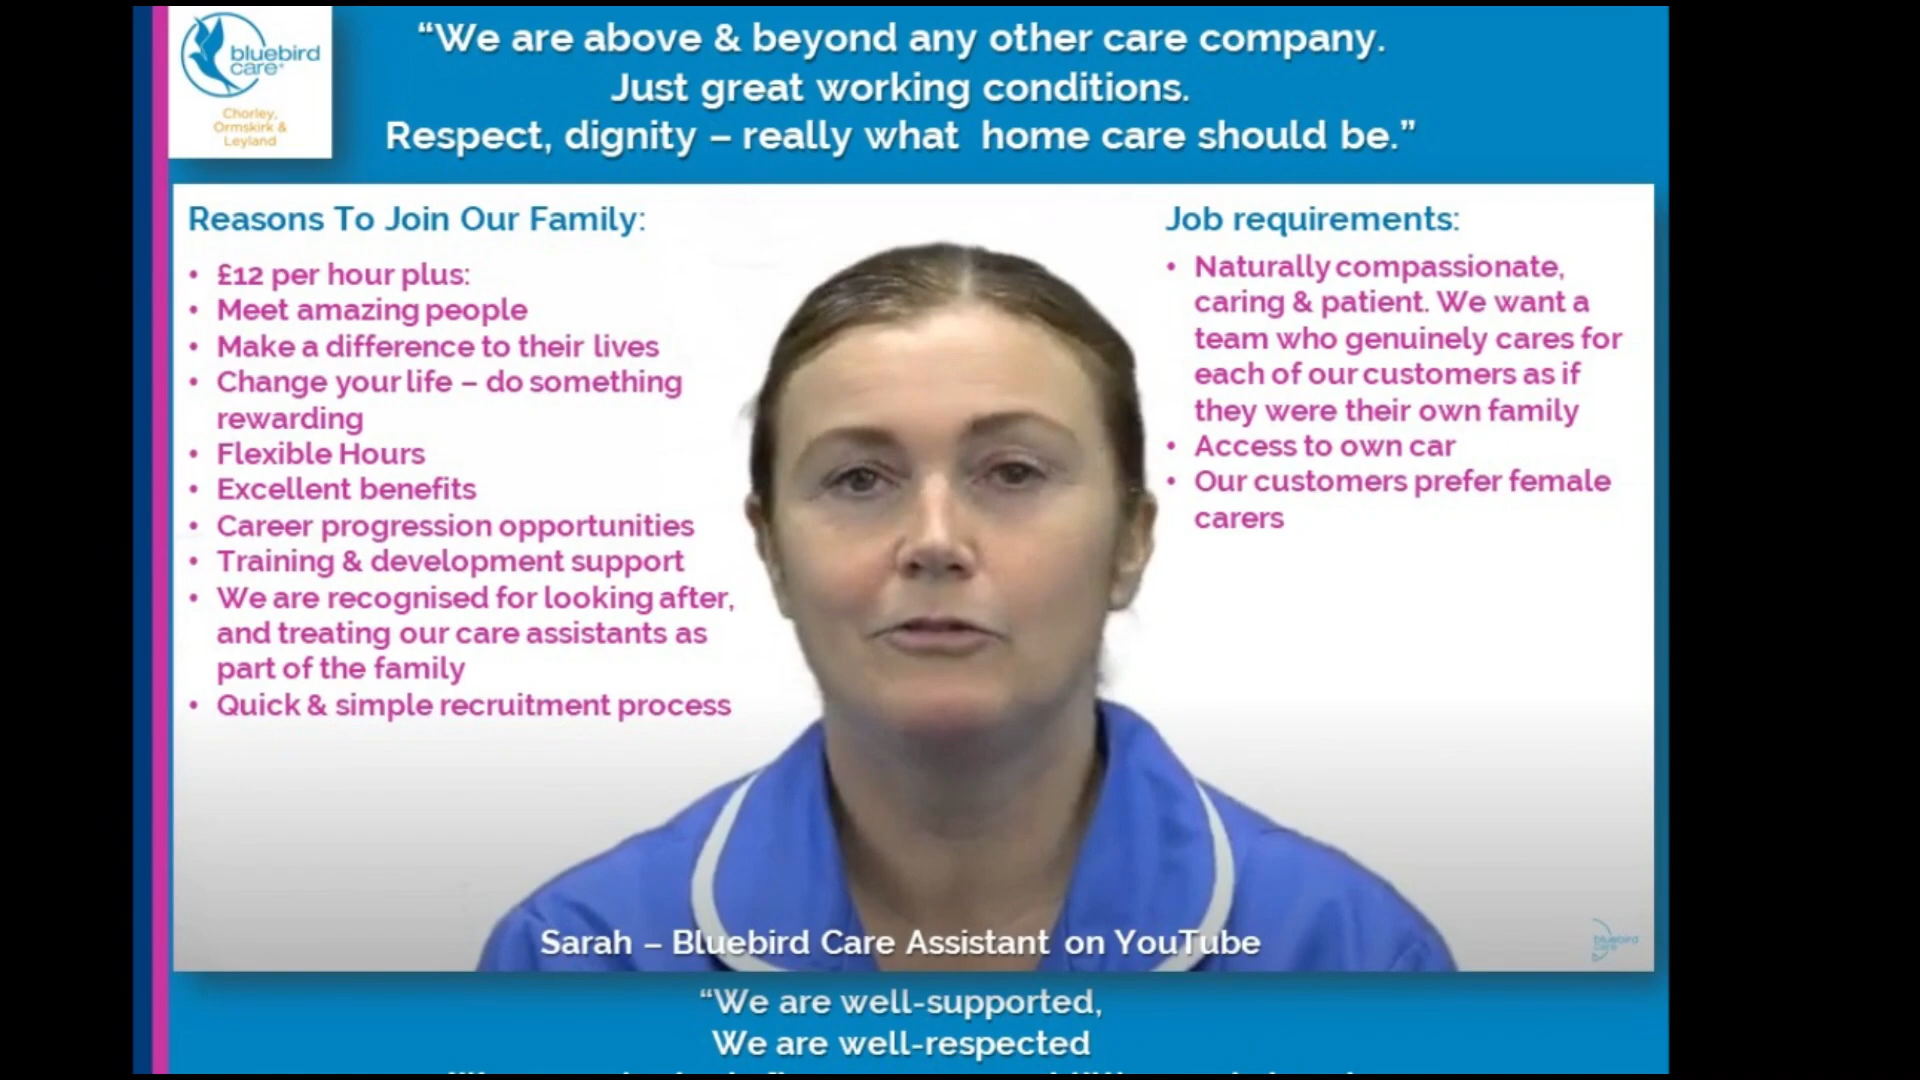 bluebird
care
Chorley,
Ormskirk &
Leyland
“We are above & beyond any other care company.
Just great working conditions.
Respect, dignity – really what home care should be.”
Reasons To Join Our Family:
• £12 per hour plus:
• Meet amazing people
• Make a difference to their lives
• Change your life – do something
rewarding
• Flexible Hours
• Excellent benefits
• Career progression opportunities
• Training & development support
• We are recognised for looking after,
and treating our care assistants as
part of the family
• Quick & simple recruitment process
Job requirements:
• Naturally compassionate,
caring & patient. We want a
team who genuinely cares for
each of our customers as if
they were their own family
• Access to own car
• Our customers prefer female
carers
Sarah – Bluebird Care Assistant on YouTube
bluebird
care
“We are well-supported,
We are well-respected